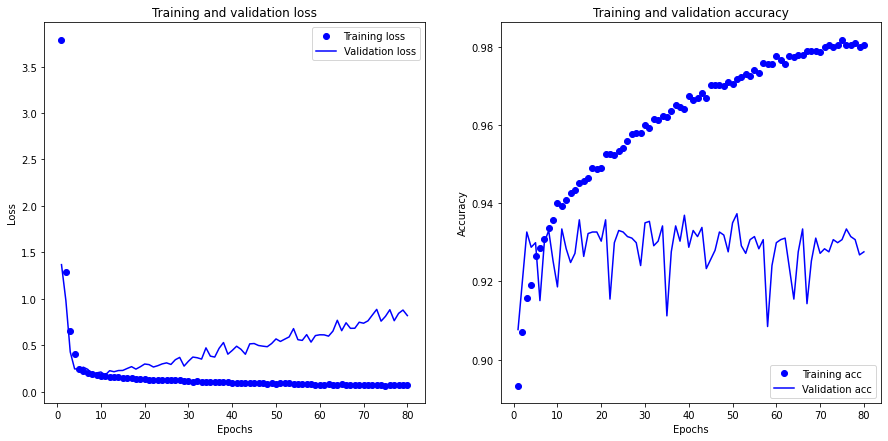 Training and validation loss
Training loss
Validation loss
3.5
3.0
2.5
2.0
1.5
1.0
0.5
0.0
Loss
0 10 20 30 40 50 60 70 80
Epochs
Training and validation accuracy
0.98
0.96
0.94
0.92
0.90
Accuracy
Training acc
Validation acc
0 10 20 30 40 50 60 70 80
Epochs